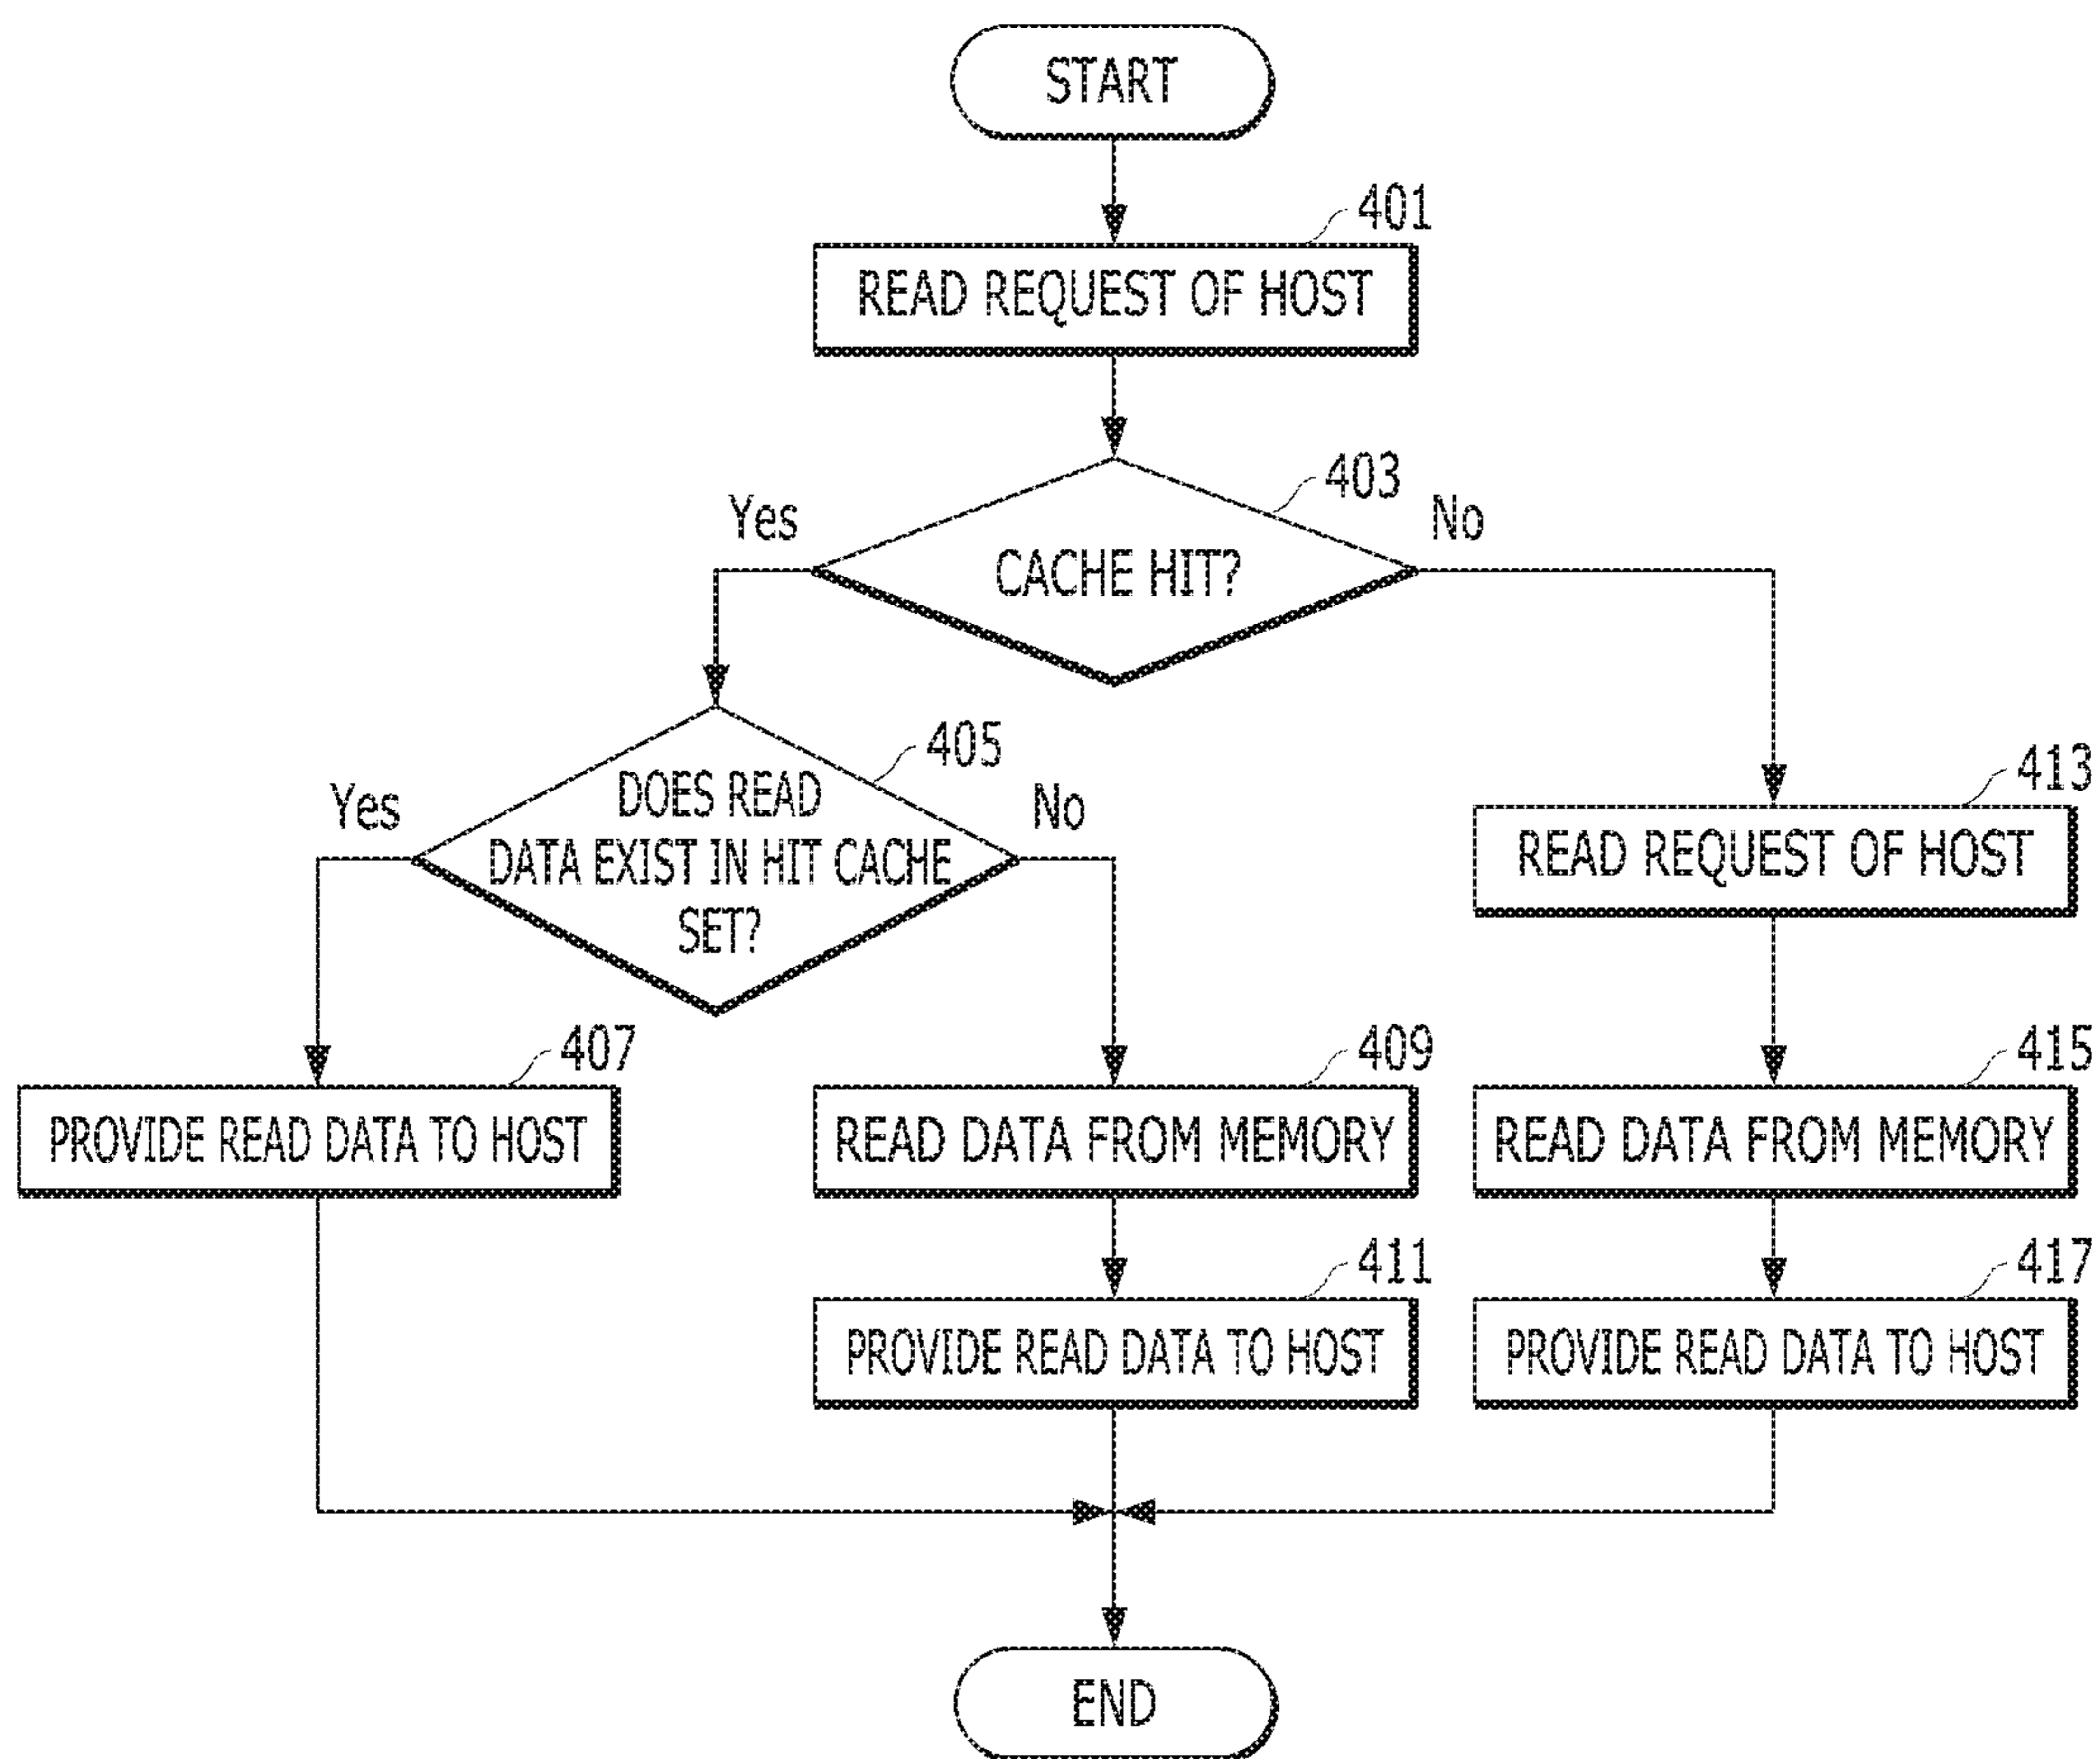 START
401
READ REQUEST OF HOST
403
Yes
No
CACHE HIT?
405
Yes
No
DOES READ
DATA EXIST IN HIT CACHE
SET?
413
READ REQUEST OF HOST
407
PROVIDE READ DATA TO HOST
409
READ DATA FROM MEMORY
415
READ DATA FROM MEMORY
411
PROVIDE READ DATA TO HOST
417
PROVIDE READ DATA TO HOST
END